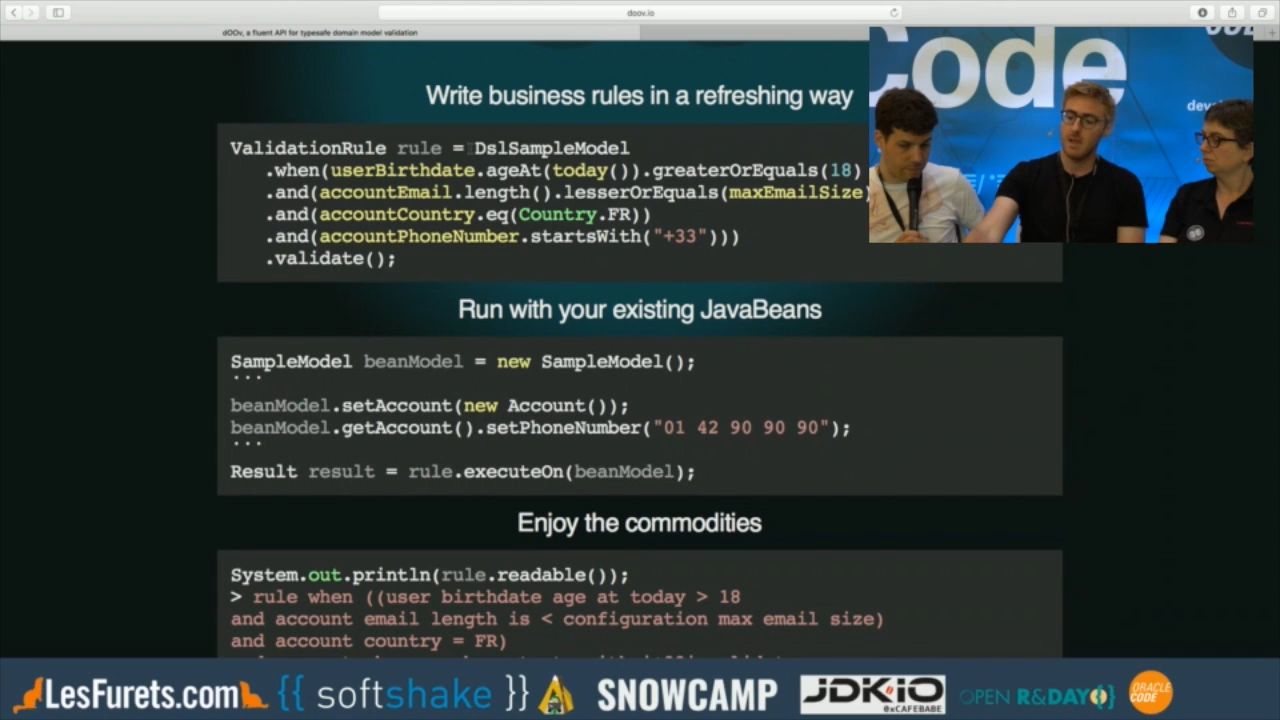 doov.io
dOOv, a fluent API for typesafe domain model validation
Code
Write business rules in a refreshing way
ValidationRule rule = DslSampleModel
.when(userBirthdate.ageAt(today()).greaterOrEquals(18)
.and(accountEmail.length().lesserOrEquals(maxEmailSize)
.and(accountCountry.eq(Country.FR))
.and(accountPhoneNumber.startsWith("+33")))
.validate();
Run with your existing JavaBeans
SampleModel beanModel = new SampleModel();
...
beanModel.setAccount(new Account());
beanModel.getAccount().setPhoneNumber("01 42 90 90 90");
...
Result result = rule.executeOn(beanModel);
Enjoy the commodities
System.out.println(rule.readable());
> rule when ((user birthdate age at today > 18
and account email length is < configuration max email size)
and account country = FR)
LesFurets.com {{ softshake }} SNOWCAMP JDK.IO OPEN R&DAY{} ORACLE CODE
@xCAFEBABE